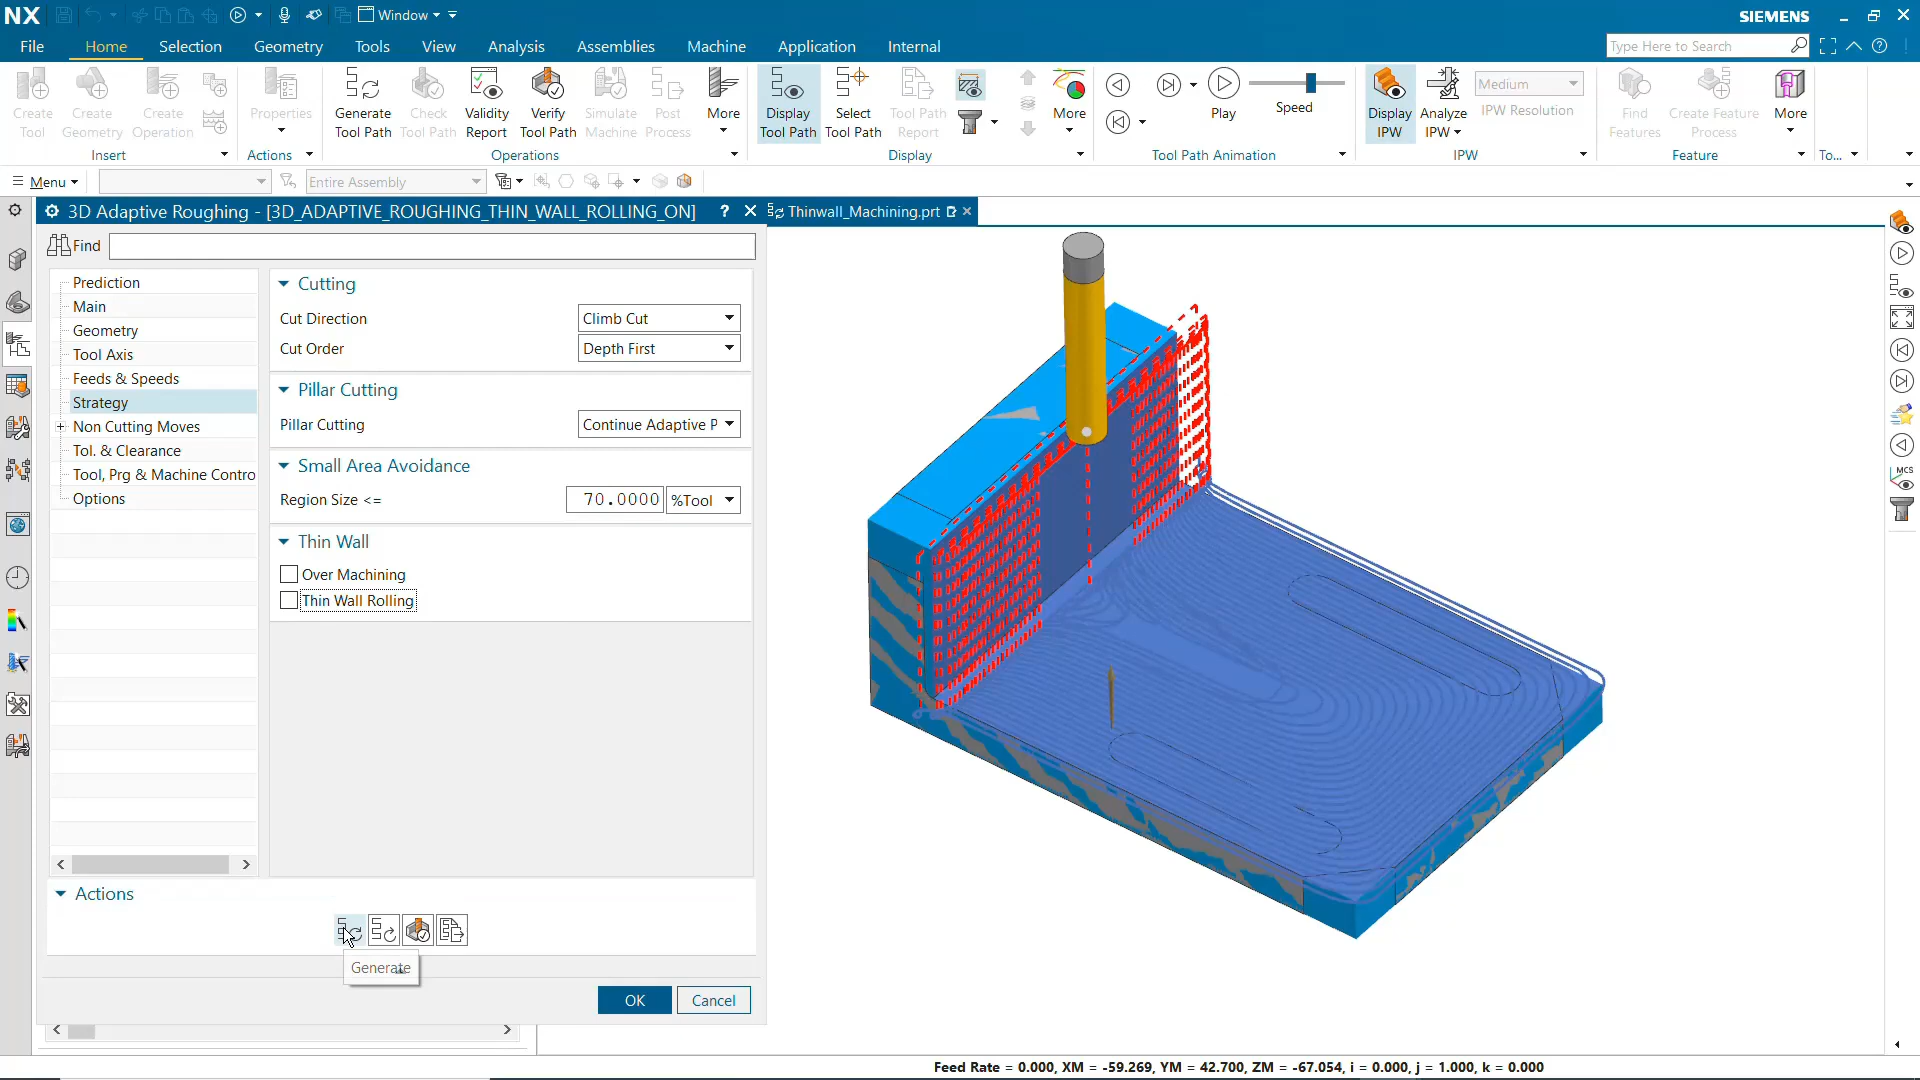 NX
Window
SIEMENS
File Home Selection Geometry Tools View Analysis Assemblies Machine Application Internal
Type Here to Search
Create Tool
Create Geometry
Create Operation
Properties
Generate Tool Path
Check Tool Path
Validity Report
Verify Tool Path
Simulate Machine
Post Process
More
Display Tool Path
Select Tool Path
Tool Path Report
More
Play
Speed
Display IPW
Analyze IPW
Medium
IPW Resolution
Find Features
Create Feature Process
More
Insert Actions Operations Display Tool Path Animation IPW Feature To...
Menu
Entire Assembly
3D Adaptive Roughing - [3D_ADAPTIVE_ROUGHING_THIN_WALL_ROLLING_ON] ?
Thinwall_Machining.prt
Find
Prediction
Main
Geometry
Tool Axis
Feeds & Speeds
Strategy
Non Cutting Moves
Tol. & Clearance
Tool, Prg & Machine Contro
Options
Cutting
Cut Direction Climb Cut
Cut Order Depth First
Pillar Cutting
Pillar Cutting Continue Adaptive P
Small Area Avoidance
Region Size <= 70.0000 %Tool
Thin Wall
Over Machining
Thin Wall Rolling
Actions
Generate
OK Cancel
MCS
Feed Rate = 0.000, XM = -59.269, YM = 42.700, ZM = -67.054, i = 0.000, j = 1.000, k = 0.000